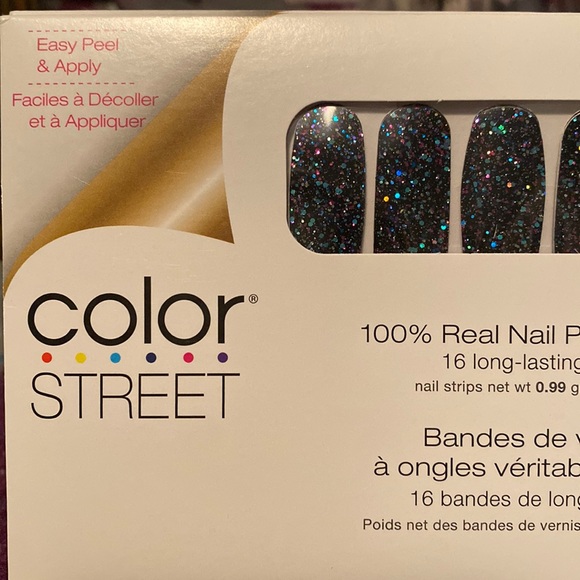 Easy Peel
& Apply
Faciles à Décoller
et à Appliquer
color®
STREET
100% Real Nail P
16 long-lasting
nail strips net wt 0.99 g
Bandes de
à ongles véritab
16 bandes de long
Poids net des bandes de vernis